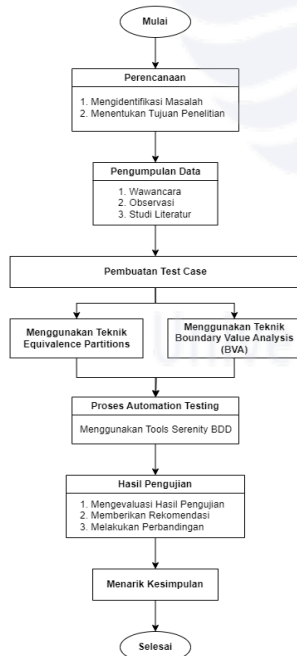 Mulai
Perencanaan
1. Mengidentifikasi Masalah
2. Menentukan Tujuan Penelitian
Pengumpulan Data
1. Wawancara
2. Observasi
3. Studi Literatur
Pembuatan Test Case
Menggunakan Teknik
Equivalence Partitions
Menggunakan Teknik
Boundary Value Analysis
(BVA)
Proses Automation Testing
Menggunakan Tools Serenity BDD
Hasil Pengujian
1. Mengevaluasi Hasil Pengujian
2. Memberikan Rekomendasi
3. Melakukan Perbandingan
Menarik Kesimpulan
Selesai